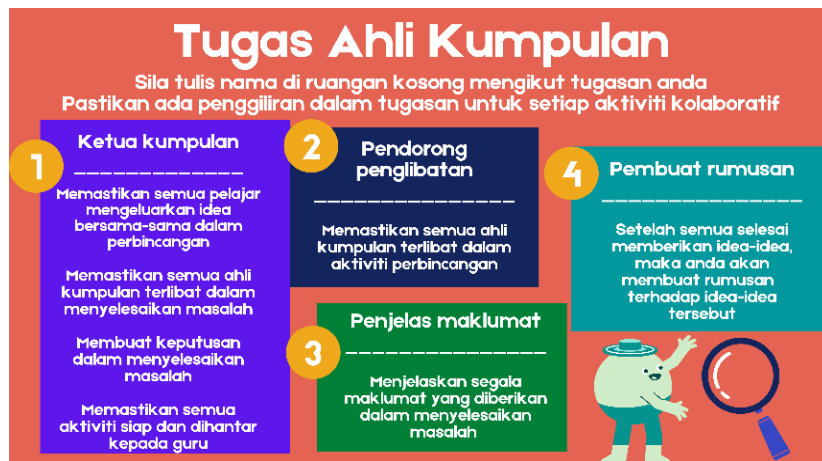 Tugas Ahli Kumpulan
Sila tulis nama di ruangan kosong mengikut tugasan anda
Pastikan ada penggiliran dalam tugasan untuk setiap aktiviti kolaboratif
1
Ketua kumpulan
_____________
Memastikan semua pelajar
mengeluarkan idea
bersama-sama dalam
perbincangan
Memastikan semua ahli
kumpulan terlibat dalam
menyelesaikan masalah
Membuat keputusan
dalam menyelesaikan
masalah
Memastikan semua
aktiviti siap dan dihantar
kepada guru
2
Pendorong
penglibatan
________________
Memastikan semua ahli
kumpulan terlibat dalam
aktiviti perbincangan
3
Penjelas maklumat
_______________
Menjelaskan segala
maklumat yang diberikan
dalam menyelesaikan
masalah
4
Pembuat rumusan
_______________
Setelah semua selesai
memberikan idea-idea,
maka anda akan
membuat rumusan
terhadap idea-idea
tersebut